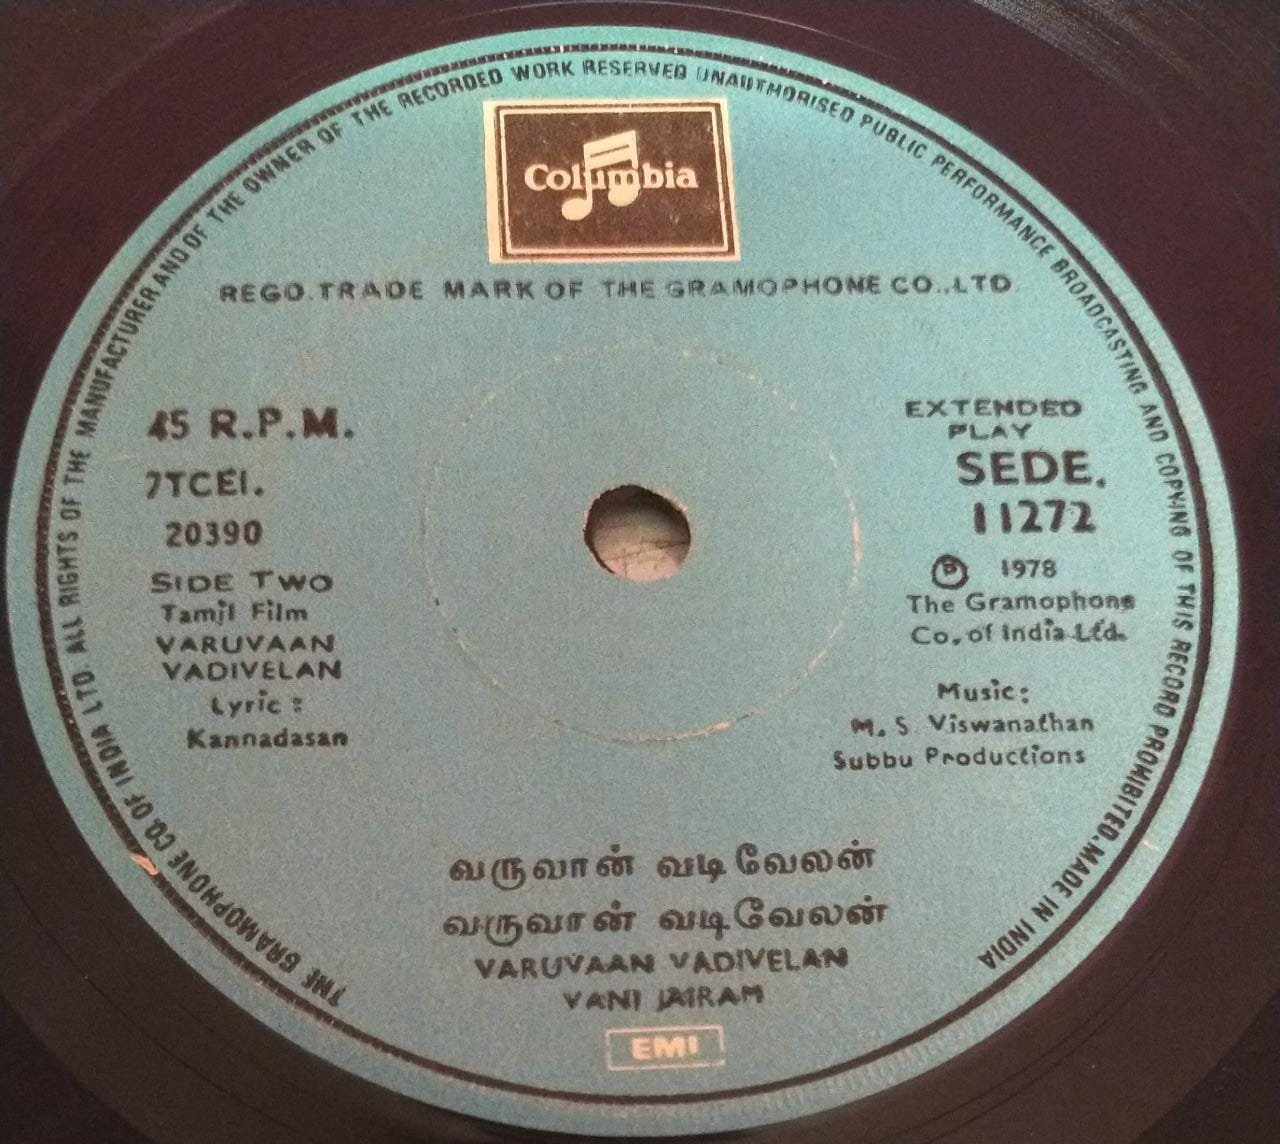 THE GRAMOPHONE CO. OF INDIA LTD. ALL RIGHTS OF THE MANUFACTURER AND OF THE OWNER OF THE RECORDED WORK RESERVED UNAUTHORISED PUBLIC PERFORMANCE BROADCASTING AND COPYING OF THIS RECORD PROHIBITED. MADE IN INDIA
Columbia
REGD. TRADE MARK OF THE GRAMOPHONE CO., LTD
45 R.P.M.
7TCEI.
20390
SIDE TWO
Tamil Film
VARUVAAN
VADIVELAN
Lyric :
Kannadasan
EXTENDED
PLAY
SEDE.
11272
Ⓟ 1978
The Gramophone
Co. of India Ltd.
Music:
M. S. Viswanathan
Subbu Productions
வருவான் வடிவேலன்
வருவான் வடிவேலன்
VARUVAAN VADIVELAN
VANI JAIRAM
EMI